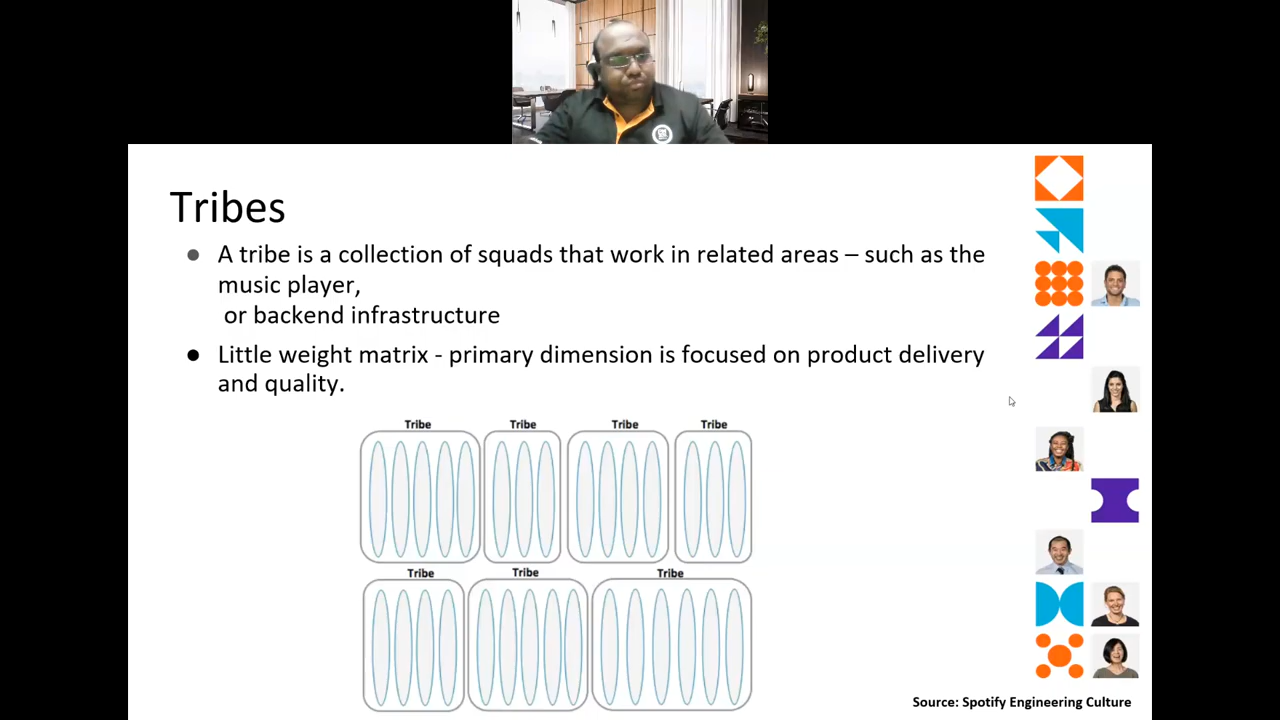 Tribes
● A tribe is a collection of squads that work in related areas – such as the
music player,
or backend infrastructure
● Little weight matrix - primary dimension is focused on product delivery
and quality.
Tribe Tribe Tribe Tribe
Tribe Tribe Tribe
Source: Spotify Engineering Culture